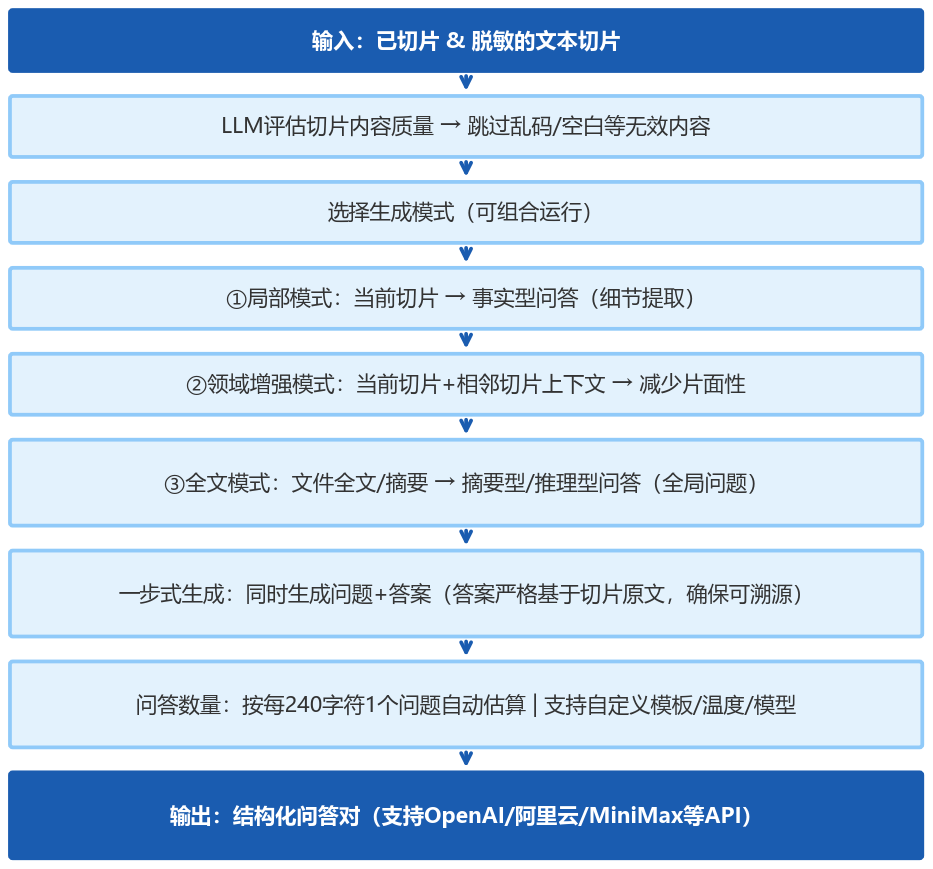 输入：已切片 & 脱敏的文本切片
LLM评估切片内容质量 → 跳过乱码/空白等无效内容
选择生成模式（可组合运行）
①局部模式：当前切片 → 事实型问答（细节提取）
②领域增强模式：当前切片+相邻切片上下文 → 减少片面性
③全文模式：文件全文/摘要 → 摘要型/推理型问答（全局问题）
一步式生成：同时生成问题+答案（答案严格基于切片原文，确保可溯源）
问答数量：按每240字符1个问题自动估算 | 支持自定义模板/温度/模型
输出：结构化问答对（支持OpenAI/阿里云/MiniMax等API）